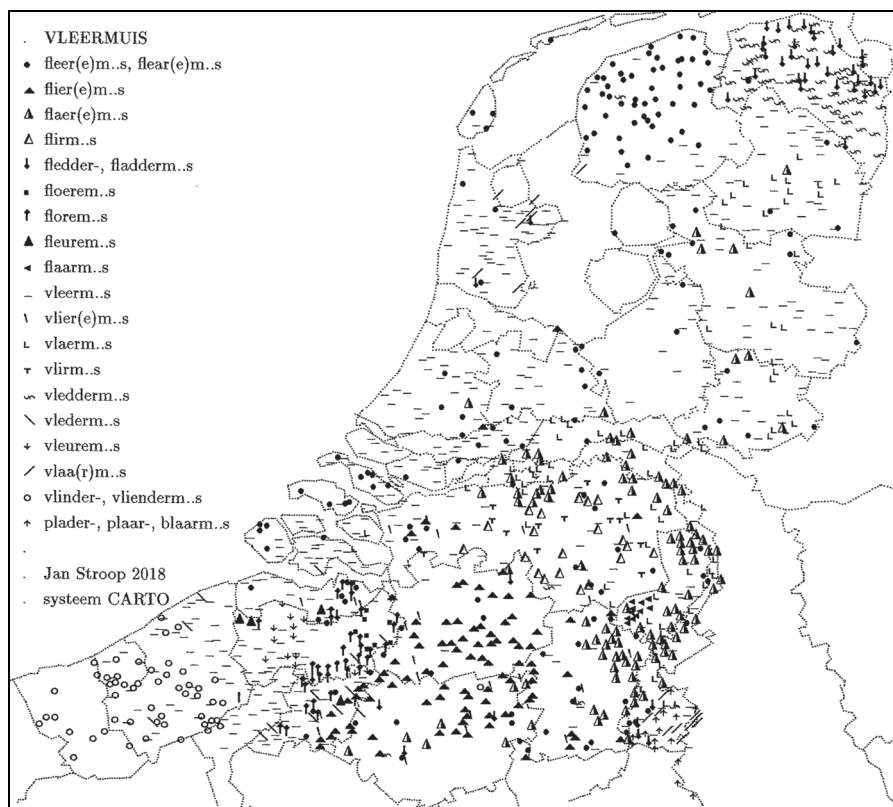 . VLEERMUIS
fleer(e)m..s, flear(e)m..s
flier(e)m..s
flaer(e)m..s
flirm..s
fledder-, fladderm..s
floerem..s
florem..s
fleurem..s
flaarm..s
vleerm..s
vlier(e)m..s
vlaerm..s
vlirm..s
vledderm..s
vlederm..s
vleurem..s
vlaa(r)m..s
vlinder-, vlienderm..s
plader-, plaar-, blaarm..s
.
. Jan Stroop 2018
. systeem CARTO